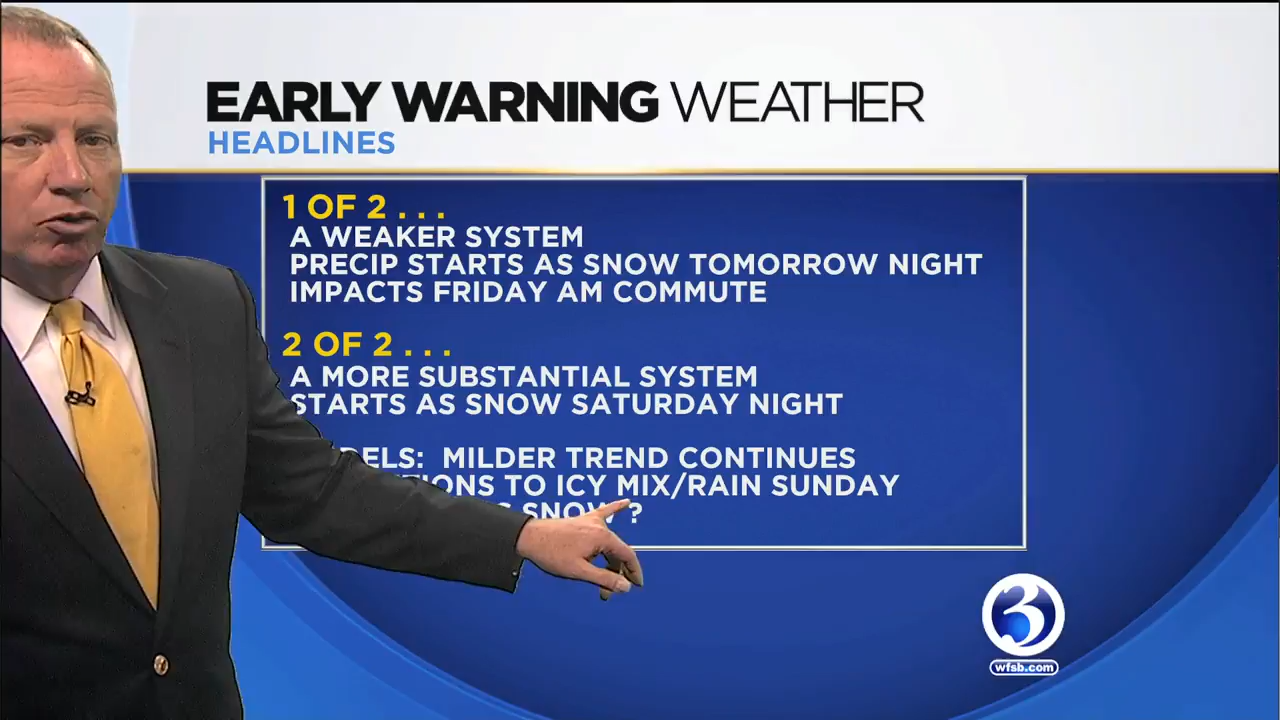 EARLY WARNING WEATHER
HEADLINES
1 OF 2 . . .
A WEAKER SYSTEM
PRECIP STARTS AS SNOW TOMORROW NIGHT
IMPACTS FRIDAY AM COMMUTE
2 OF 2 . . .
A MORE SUBSTANTIAL SYSTEM
STARTS AS SNOW SATURDAY NIGHT
MILDER TREND CONTINUES
TO ICY MIX/RAIN SUNDAY
SNOW ?
3
wfsb.com